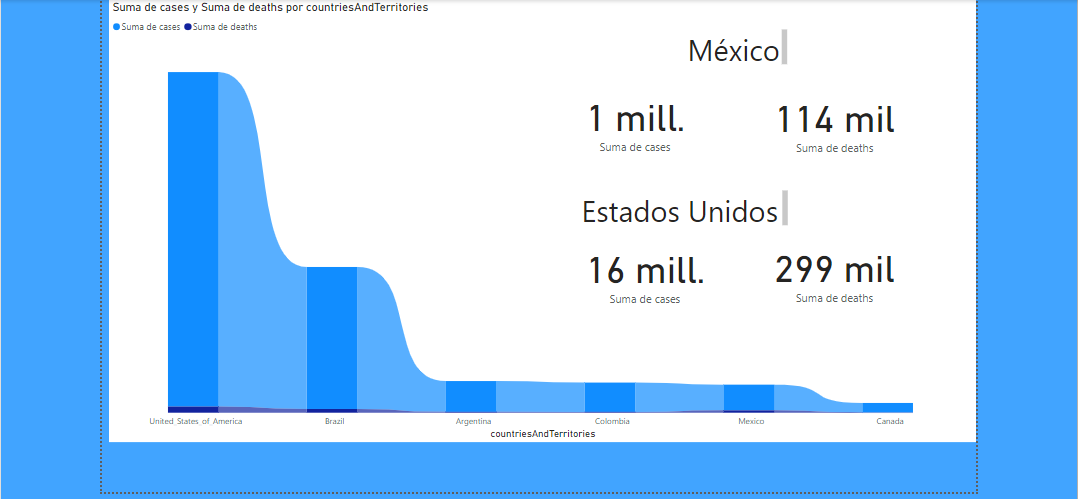 Suma de cases y Suma de deaths por countriesAndTerritories
Suma de cases Suma de deaths
México
1 mill. 114 mil
Suma de cases Suma de deaths
Estados Unidos
16 mill. 299 mil
Suma de cases Suma de deaths
United States of America Brazil Argentina Colombia Mexico Canada
countriesAndTerritories